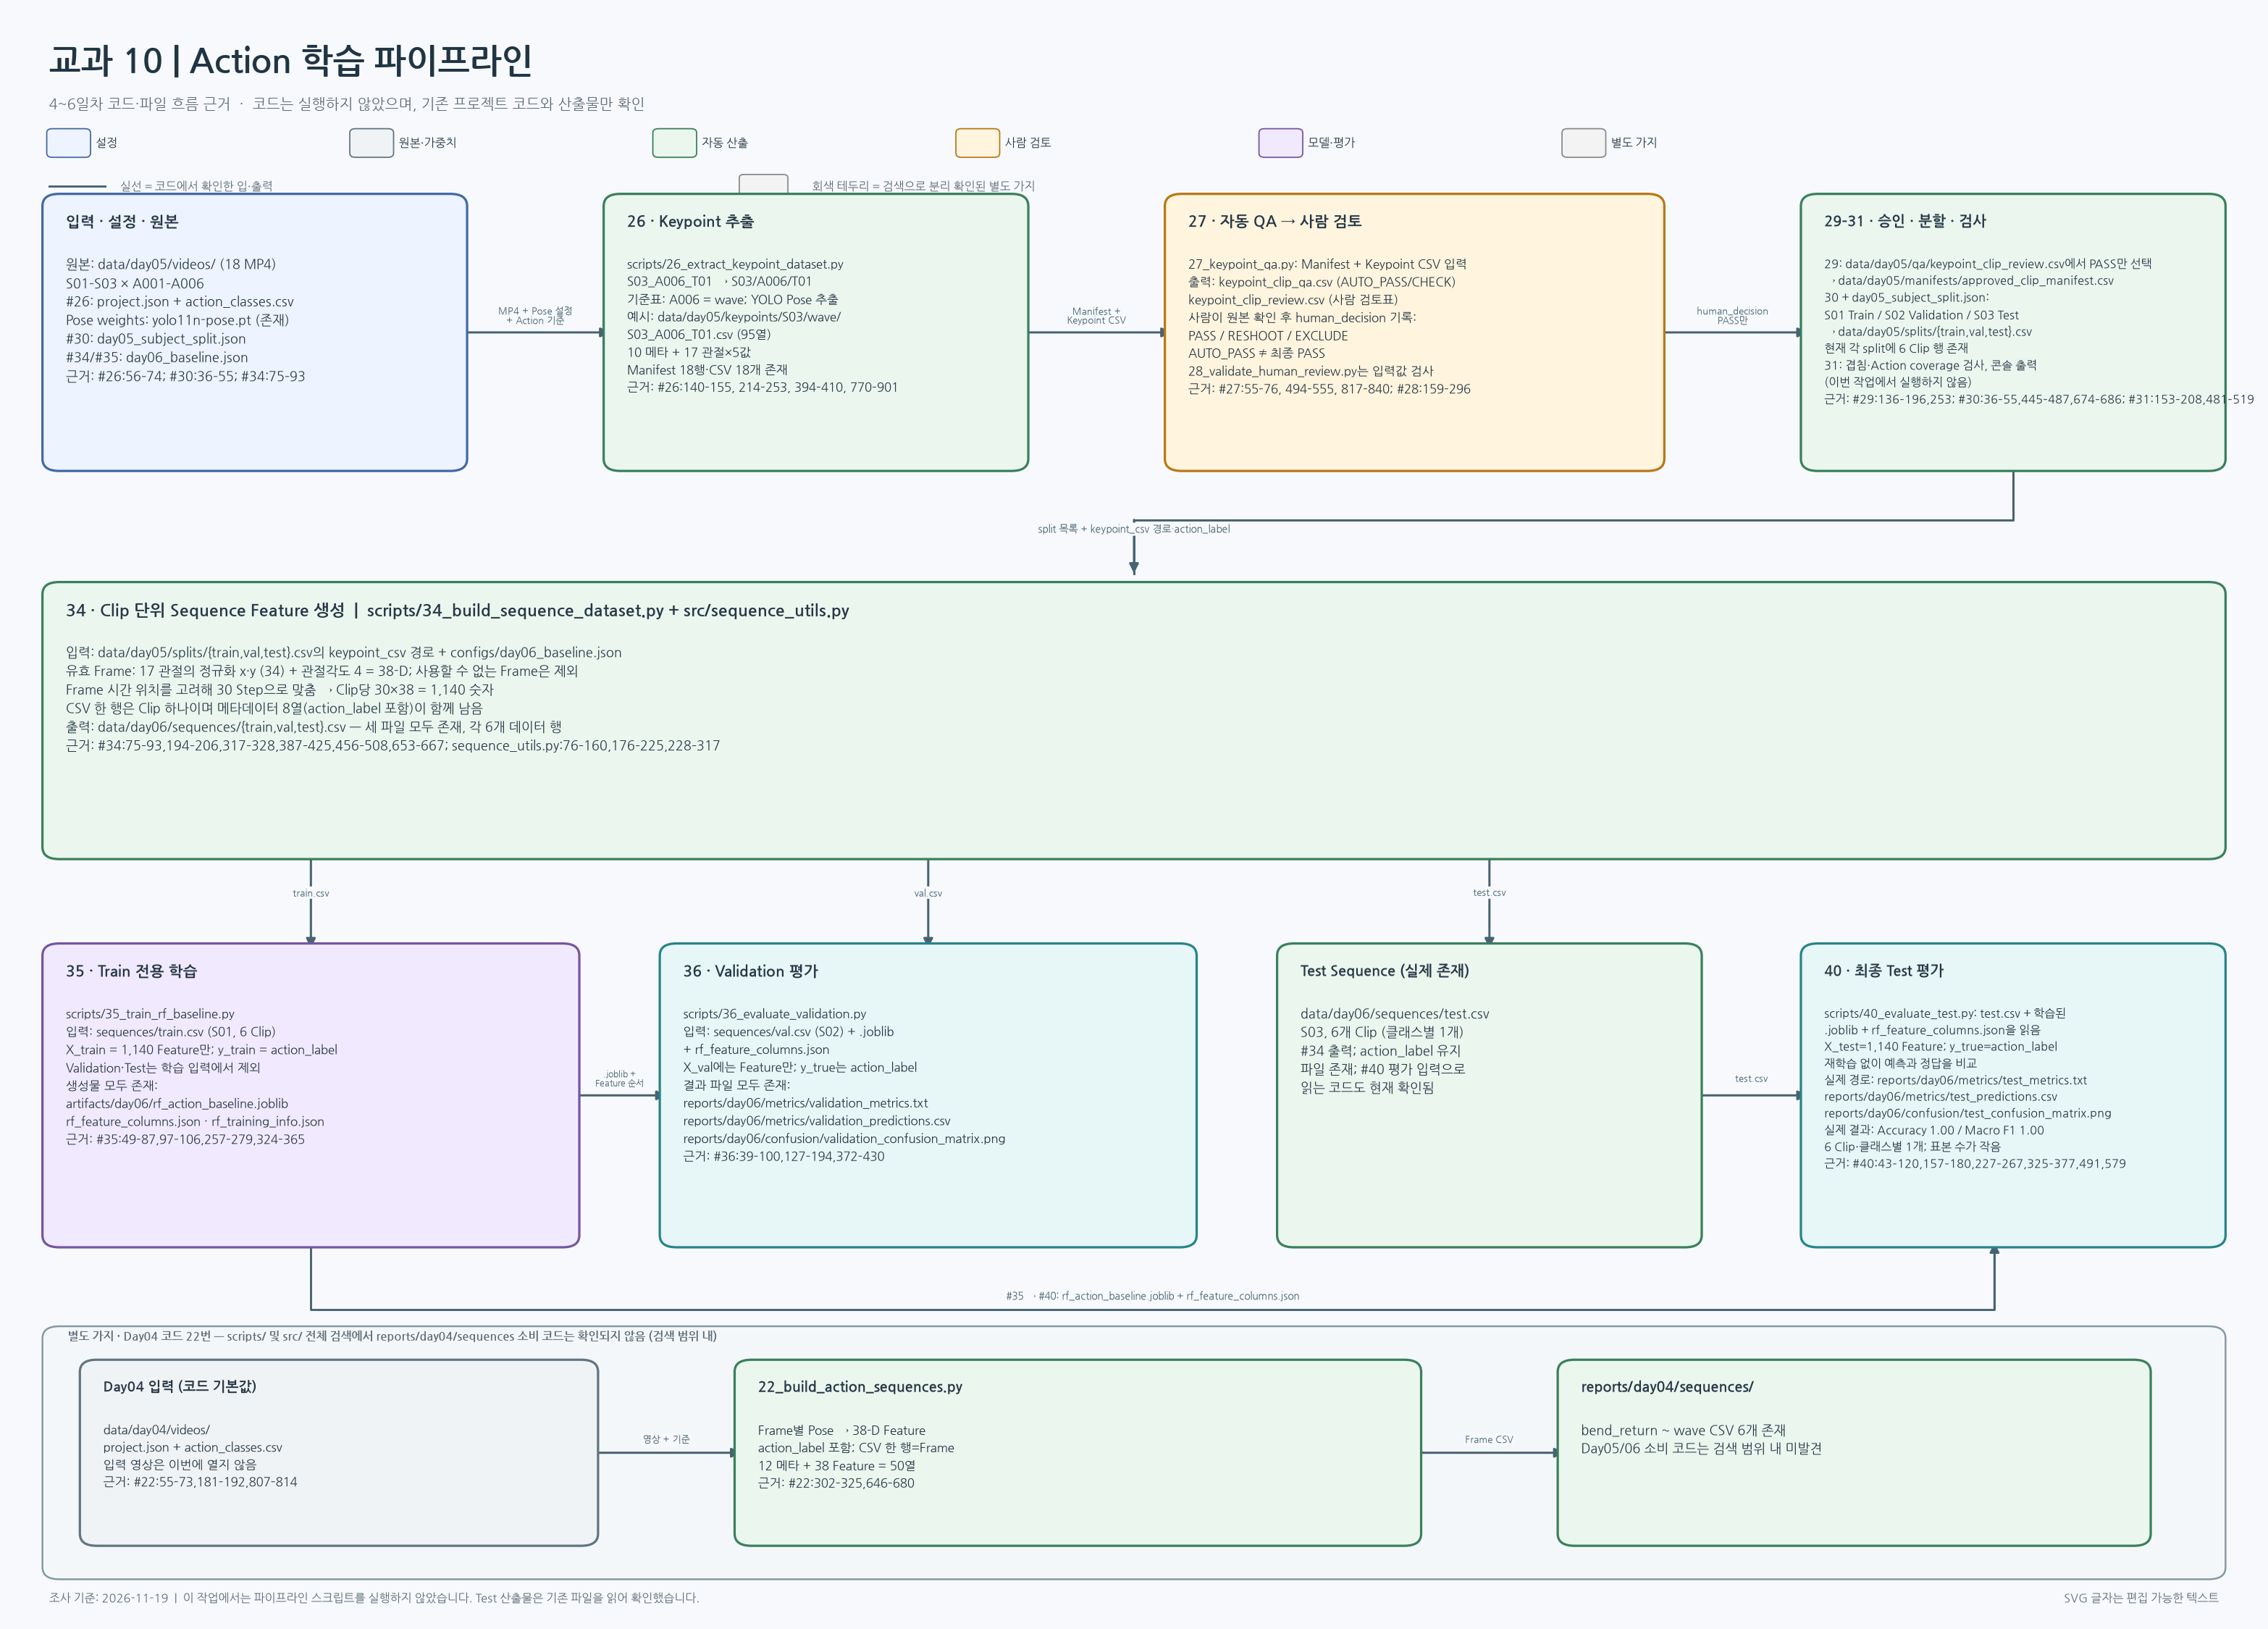 교과 10 | Action 학습 파이프라인
4~6일차 코드·파일 흐름 근거 · 코드는 실행하지 않았으며, 기존 프로젝트 코드와 산출물만 확인
설정
원본·가중치
자동 산출
사람 검토
모델·평가
별도 가지
실선 = 코드에서 확인한 입·출력
회색 테두리 = 검색으로 분리 확인된 별도 가지
입력 · 설정 · 원본
원본: data/day05/videos/ (18 MP4)
S01-S03 × A001-A006
#26: project.json + action_classes.csv
Pose weights: yolo11n-pose.pt (존재)
#30: day05_subject_split.json
#34/#35: day06_baseline.json
근거: #26:56-74; #30:36-55; #34:75-93
MP4 + Pose 설정
+ Action 기준
26 · Keypoint 추출
scripts/26_extract_keypoint_dataset.py
S03_A006_T01 → S03/A006/T01
기준표: A006 = wave; YOLO Pose 추출
예시: data/day05/keypoints/S03/wave/
S03_A006_T01.csv (95열)
10 메타 + 17 관절×5값
Manifest 18행·CSV 18개 존재
근거: #26:140-155, 214-253, 394-410, 770-901
Manifest +
Keypoint CSV
27 · 자동 QA → 사람 검토
27_keypoint_qa.py: Manifest + Keypoint CSV 입력
출력: keypoint_clip_qa.csv (AUTO_PASS/CHECK)
keypoint_clip_review.csv (사람 검토표)
사람이 원본 확인 후 human_decision 기록:
PASS / RESHOOT / EXCLUDE
AUTO_PASS ≠ 최종 PASS
28_validate_human_review.py는 입력값 검사
근거: #27:55-76, 494-555, 817-840; #28:159-296
human_decision
PASS만
29-31 · 승인 · 분할 · 검사
29: data/day05/qa/keypoint_clip_review.csv에서 PASS만 선택
→ data/day05/manifests/approved_clip_manifest.csv
30 + day05_subject_split.json:
S01 Train / S02 Validation / S03 Test
→ data/day05/splits/{train,val,test}.csv
현재 각 split에 6 Clip 행 존재
31: 겹침·Action coverage 검사, 콘솔 출력
(이번 작업에서 실행하지 않음)
근거: #29:136-196,253; #30:36-55,445-487,674-686; #31:153-208,481-519
split 목록 + keypoint_csv 경로·action_label
34 · Clip 단위 Sequence Feature 생성 | scripts/34_build_sequence_dataset.py + src/sequence_utils.py
입력: data/day05/splits/{train,val,test}.csv의 keypoint_csv 경로 + configs/day06_baseline.json
유효 Frame: 17 관절의 정규화 x·y (34) + 관절각도 4 = 38-D; 사용할 수 없는 Frame은 제외
Frame 시간 위치를 고려해 30 Step으로 맞춤 → Clip당 30×38 = 1,140 숫자
CSV 한 행은 Clip 하나이며 메타데이터 8열(action_label 포함)이 함께 남음
출력: data/day06/sequences/{train,val,test}.csv — 세 파일 모두 존재, 각 6개 데이터 행
근거: #34:75-93,194-206,317-328,387-425,456-508,653-667; sequence_utils.py:76-160,176-225,228-317
train.csv
val.csv
test.csv
35 · Train 전용 학습
scripts/35_train_rf_baseline.py
입력: sequences/train.csv (S01, 6 Clip)
X_train = 1,140 Feature만; y_train = action_label
Validation·Test는 학습 입력에서 제외
생성물 모두 존재:
artifacts/day06/rf_action_baseline.joblib
rf_feature_columns.json · rf_training_info.json
근거: #35:49-87,97-106,257-279,324-365
.joblib +
Feature 순서
36 · Validation 평가
scripts/36_evaluate_validation.py
입력: sequences/val.csv (S02) + .joblib
+ rf_feature_columns.json
X_val에는 Feature만; y_true는 action_label
결과 파일 모두 존재:
reports/day06/metrics/validation_metrics.txt
reports/day06/metrics/validation_predictions.csv
reports/day06/confusion/validation_confusion_matrix.png
근거: #36:39-100,127-194,372-430
Test Sequence (실제 존재)
data/day06/sequences/test.csv
S03, 6개 Clip (클래스별 1개)
#34 출력; action_label 유지
파일 존재; #40 평가 입력으로
읽는 코드도 현재 확인됨
test.csv
40 · 최종 Test 평가
scripts/40_evaluate_test.py: test.csv + 학습된
.joblib + rf_feature_columns.json을 읽음
X_test=1,140 Feature; y_true=action_label
재학습 없이 예측과 정답을 비교
실제 경로: reports/day06/metrics/test_metrics.txt
reports/day06/metrics/test_predictions.csv
reports/day06/confusion/test_confusion_matrix.png
실제 결과: Accuracy 1.00 / Macro F1 1.00
6 Clip·클래스별 1개; 표본 수가 작음
근거: #40:43-120,157-180,227-267,325-377,491,579
#35 → #40: rf_action_baseline.joblib + rf_feature_columns.json
별도 가지 · Day04 코드 22번 — scripts/ 및 src/ 전체 검색에서 reports/day04/sequences 소비 코드는 확인되지 않음 (검색 범위 내)
Day04 입력 (코드 기본값)
data/day04/videos/
project.json + action_classes.csv
입력 영상은 이번에 열지 않음
근거: #22:55-73,181-192,807-814
영상 + 기준
22_build_action_sequences.py
Frame별 Pose → 38-D Feature
action_label 포함; CSV 한 행=Frame
12 메타 + 38 Feature = 50열
근거: #22:302-325,646-680
Frame CSV
reports/day04/sequences/
bend_return ~ wave CSV 6개 존재
Day05/06 소비 코드는 검색 범위 내 미발견
조사 기준: 2026-11-19 | 이 작업에서는 파이프라인 스크립트를 실행하지 않았습니다. Test 산출물은 기존 파일을 읽어 확인했습니다.
SVG 글자는 편집 가능한 텍스트